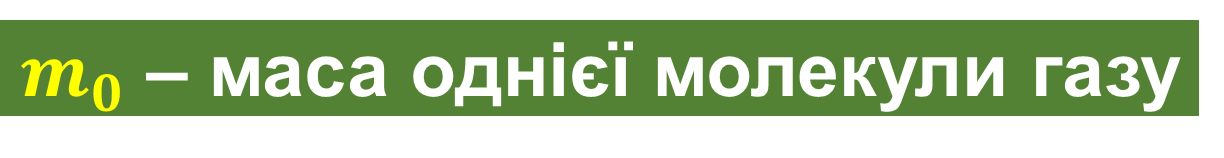 m₀ – маса однієї молекули газу